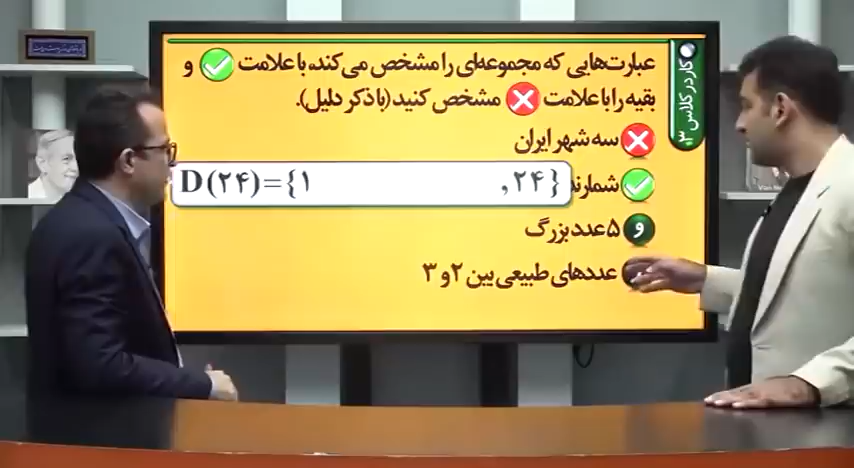 کار در کلاس ۳
عبارت‌هایی که مجموعه‌ای را مشخص می‌کنند، با علامت ✓ و
بقیه را با علامت ✗ مشخص کنید (با ذکر دلیل).
سه شهر ایران
شمارند
D(۲۴)={۱ ,۲۴}
و ۵ عدد بزرگ
عددهای طبیعی بین ۲ و ۳